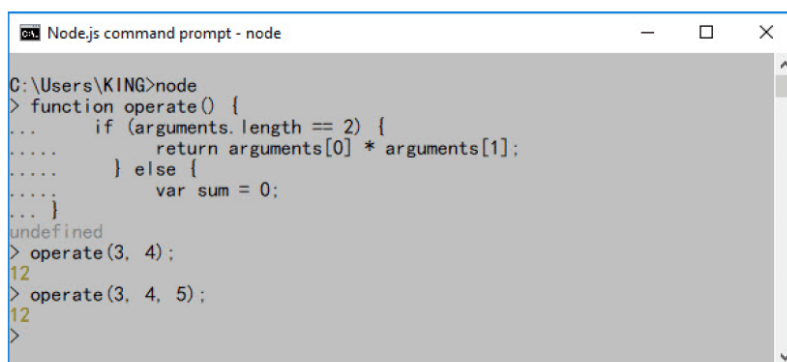 Node.js command prompt - node
C:\Users\KING>node
> function operate() {
...     if (arguments.length == 2) {
.....         return arguments[0] * arguments[1];
.....     } else {
.....         var sum = 0;
... }
undefined
> operate(3, 4);
12
> operate(3, 4, 5);
12
>